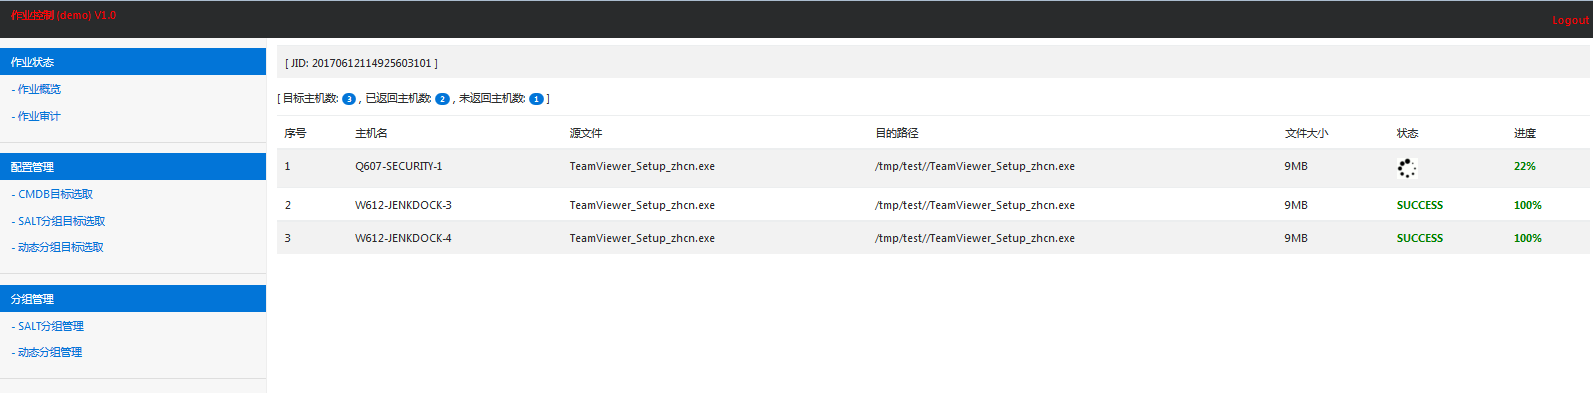 作业控制 (demo) V1.0
Logout
作业状态
- 作业概览
- 作业审计
配置管理
- CMDB目标选取
- SALT分组目标选取
- 动态分组目标选取
分组管理
- SALT分组管理
- 动态分组管理
[ JID: 20170612114925603101 ]
[ 目标主机数: 3 , 已返回主机数: 2 , 未返回主机数: 1 ]
序号 主机名 源文件 目的路径 文件大小 状态 进度
1 Q607-SECURITY-1 TeamViewer_Setup_zhcn.exe /tmp/test//TeamViewer_Setup_zhcn.exe 9MB 22%
2 W612-JENKDOCK-3 TeamViewer_Setup_zhcn.exe /tmp/test//TeamViewer_Setup_zhcn.exe 9MB SUCCESS 100%
3 W612-JENKDOCK-4 TeamViewer_Setup_zhcn.exe /tmp/test//TeamViewer_Setup_zhcn.exe 9MB SUCCESS 100%